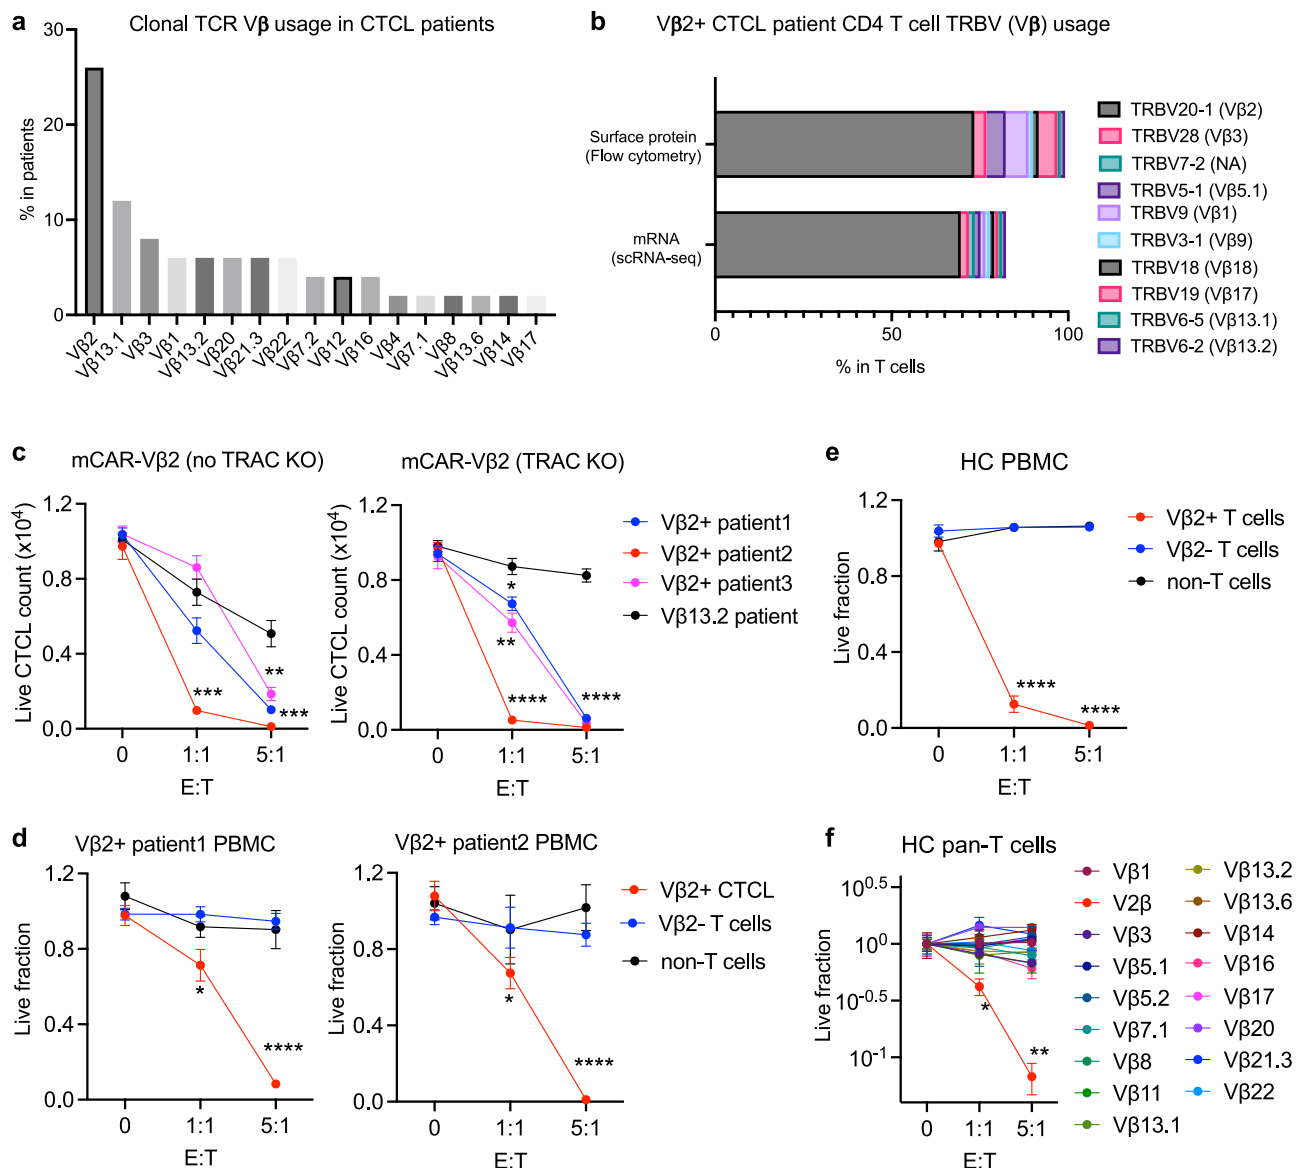 a
Clonal TCR Vβ usage in CTCL patients
% in patients
30
20
10
0
Vβ2
Vβ13.1
Vβ3
Vβ1
Vβ13.2
Vβ20
Vβ21.3
Vβ22
Vβ7.2
Vβ12
Vβ16
Vβ4
Vβ7.1
Vβ8
Vβ13.6
Vβ14
Vβ17
b
Vβ2+ CTCL patient CD4 T cell TRBV (Vβ) usage
Surface protein
(Flow cytometry)
mRNA
(scRNA-seq)
0
50
100
% in T cells
TRBV20-1 (Vβ2)
TRBV28 (Vβ3)
TRBV7-2 (NA)
TRBV5-1 (Vβ5.1)
TRBV9 (Vβ1)
TRBV3-1 (Vβ9)
TRBV18 (Vβ18)
TRBV19 (Vβ17)
TRBV6-5 (Vβ13.1)
TRBV6-2 (Vβ13.2)
c
mCAR-Vβ2 (no TRAC KO)
Live CTCL count (x10⁴)
1.2
0.8
0.4
0.0
***
**
***
0
1:1
5:1
E:T
mCAR-Vβ2 (TRAC KO)
Live CTCL count (x10⁴)
1.2
0.8
0.4
0.0
*
**
****
****
0
1:1
5:1
E:T
Vβ2+ patient1
Vβ2+ patient2
Vβ2+ patient3
Vβ13.2 patient
e
HC PBMC
Live fraction
1.2
0.8
0.4
0.0
****
****
0
1:1
5:1
E:T
Vβ2+ T cells
Vβ2- T cells
non-T cells
d
Vβ2+ patient1 PBMC
Live fraction
1.2
0.8
0.4
0.0
*
****
0
1:1
5:1
E:T
Vβ2+ patient2 PBMC
Live fraction
1.2
0.8
0.4
0.0
*
****
0
1:1
5:1
E:T
Vβ2+ CTCL
Vβ2- T cells
non-T cells
f
HC pan-T cells
Live fraction
10^0.5
10^0
10^-0.5
10^-1
*
**
0
1:1
5:1
E:T
Vβ1
V2β
Vβ3
Vβ5.1
Vβ5.2
Vβ7.1
Vβ8
Vβ11
Vβ13.1
Vβ13.2
Vβ13.6
Vβ14
Vβ16
Vβ17
Vβ20
Vβ21.3
Vβ22